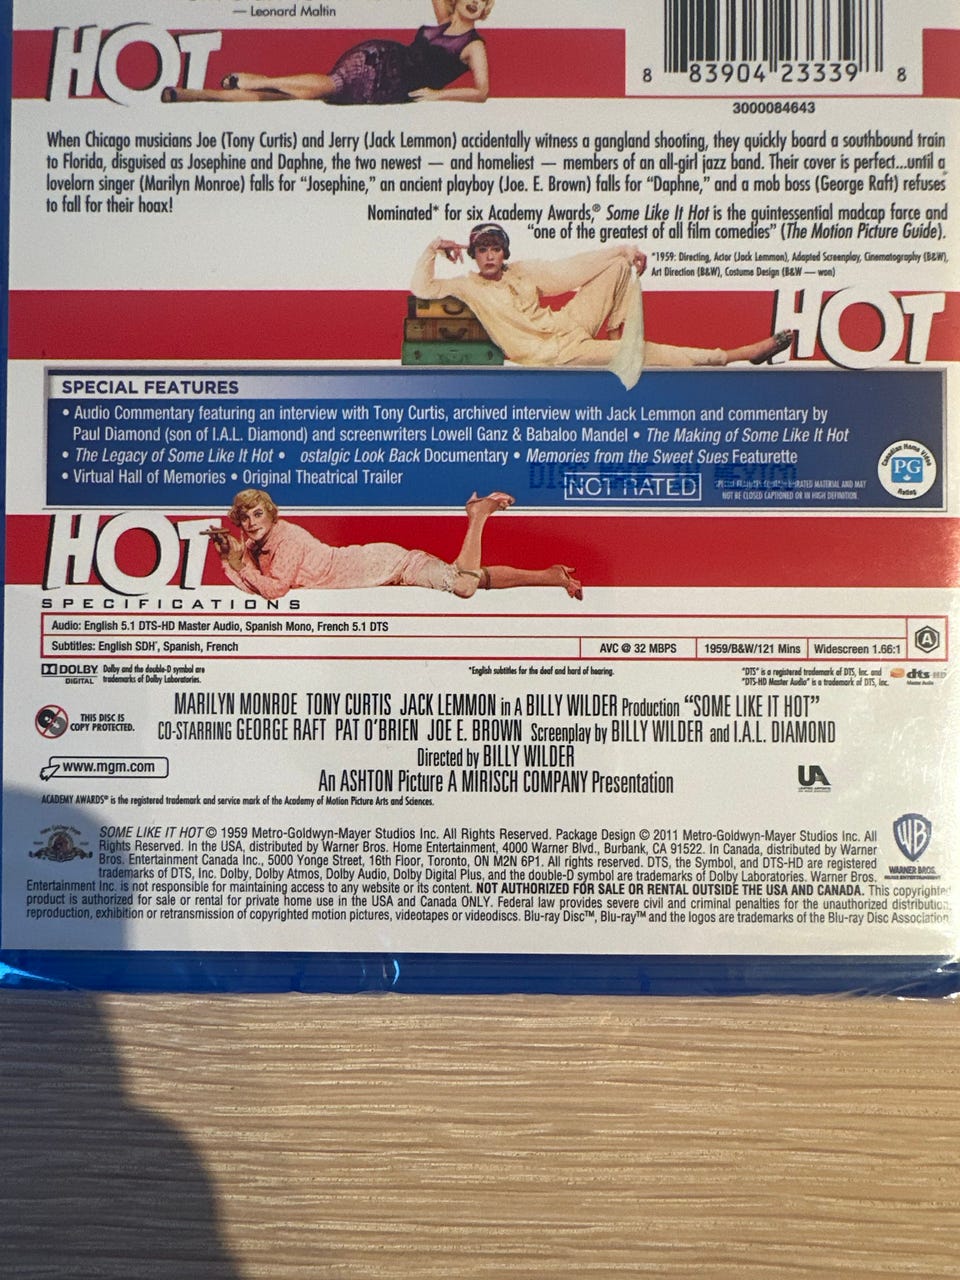 — Leonard Maltin
HOT
8 83904 23339 8
3000084643
When Chicago musicians Joe (Tony Curtis) and Jerry (Jack Lemmon) accidentally witness a gangland shooting, they quickly board a southbound train
to Florida, disguised as Josephine and Daphne, the two newest — and homeliest — members of an all-girl jazz band. Their cover is perfect...until a
lovelorn singer (Marilyn Monroe) falls for “Josephine,” an ancient playboy (Joe. E. Brown) falls for “Daphne,” and a mob boss (George Raft) refuses
to fall for their hoax!
Nominated* for six Academy Awards,® Some Like It Hot is the quintessential madcap farce and
“one of the greatest of all film comedies” (The Motion Picture Guide).
*1959: Directing, Actor (Jack Lemmon), Adapted Screenplay, Cinematography (B&W),
Art Direction (B&W), Costume Design (B&W — won)
HOT
SPECIAL FEATURES
• Audio Commentary featuring an interview with Tony Curtis, archived interview with Jack Lemmon and commentary by
Paul Diamond (son of I.A.L. Diamond) and screenwriters Lowell Ganz & Babaloo Mandel • The Making of Some Like It Hot
• The Legacy of Some Like It Hot • ostalgic Look Back Documentary • Memories from the Sweet Sues Featurette
• Virtual Hall of Memories • Original Theatrical Trailer
DISC MADE IN MEXICO
NOT RATED
RATED MATERIAL AND MAY
NOT BE CLOSED CAPTIONED OR IN HIGH DEFINITION.
Canadian Home Video
PG
Rating
HOT
SPECIFICATIONS
Audio: English 5.1 DTS-HD Master Audio, Spanish Mono, French 5.1 DTS
Subtitles: English SDH*, Spanish, French
AVC @ 32 MBPS
1959/B&W/121 Mins
Widescreen 1.66:1
A
DOLBY DIGITAL
Dolby and the double-D symbol are
trademarks of Dolby Laboratories.
*English subtitles for the deaf and hard of hearing.
“DTS” is a registered trademark of DTS, Inc. and
“DTS-HD Master Audio” is a trademark of DTS, Inc.
dts HD
Master Audio
THIS DISC IS
COPY PROTECTED.
MARILYN MONROE TONY CURTIS JACK LEMMON in A BILLY WILDER Production “SOME LIKE IT HOT”
CO-STARRING GEORGE RAFT PAT O’BRIEN JOE E. BROWN Screenplay by BILLY WILDER and I.A.L. DIAMOND
Directed by BILLY WILDER
An ASHTON Picture A MIRISCH COMPANY Presentation
www.mgm.com
UA
ACADEMY AWARDS® is the registered trademark and service mark of the Academy of Motion Picture Arts and Sciences.
SOME LIKE IT HOT © 1959 Metro-Goldwyn-Mayer Studios Inc. All Rights Reserved. Package Design © 2011 Metro-Goldwyn-Mayer Studios Inc. All
Rights Reserved. In the USA, distributed by Warner Bros. Home Entertainment, 4000 Warner Blvd., Burbank, CA 91522. In Canada, distributed by Warner
Bros. Entertainment Canada Inc., 5000 Yonge Street, 16th Floor, Toronto, ON M2N 6P1. All rights reserved. DTS, the Symbol, and DTS-HD are registered
trademarks of DTS, Inc. Dolby, Dolby Atmos, Dolby Audio, Dolby Digital Plus, and the double-D symbol are trademarks of Dolby Laboratories. Warner Bros.
Entertainment Inc. is not responsible for maintaining access to any website or its content. NOT AUTHORIZED FOR SALE OR RENTAL OUTSIDE THE USA AND CANADA. This copyrighted
product is authorized for sale or rental for private home use in the USA and Canada ONLY. Federal law provides severe civil and criminal penalties for the unauthorized distribution,
reproduction, exhibition or retransmission of copyrighted motion pictures, videotapes or videodiscs. Blu-ray Disc™, Blu-ray™ and the logos are trademarks of the Blu-ray Disc Association.
WB
WARNER BROS.